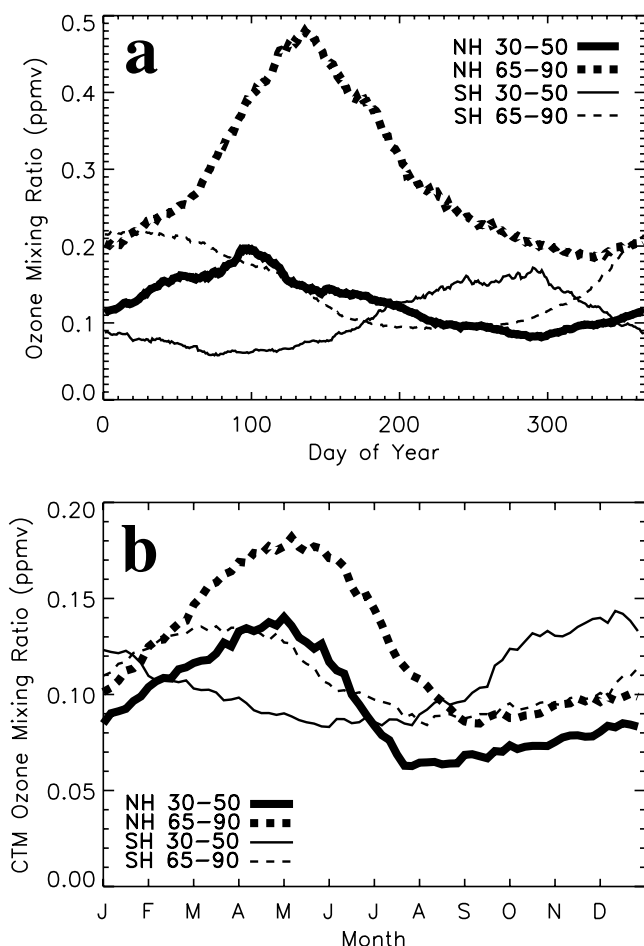 a
NH 30-50
NH 65-90
SH 30-50
SH 65-90
Ozone Mixing Ratio (ppmv)
0.5
0.4
0.3
0.2
0.1
0.0
0 100 200 300
Day of Year
b
CTM Ozone Mixing Ratio (ppmv)
0.20
0.15
0.10
0.05
0.00
NH 30-50
NH 65-90
SH 30-50
SH 65-90
J F M A M J J A S O N D
Month